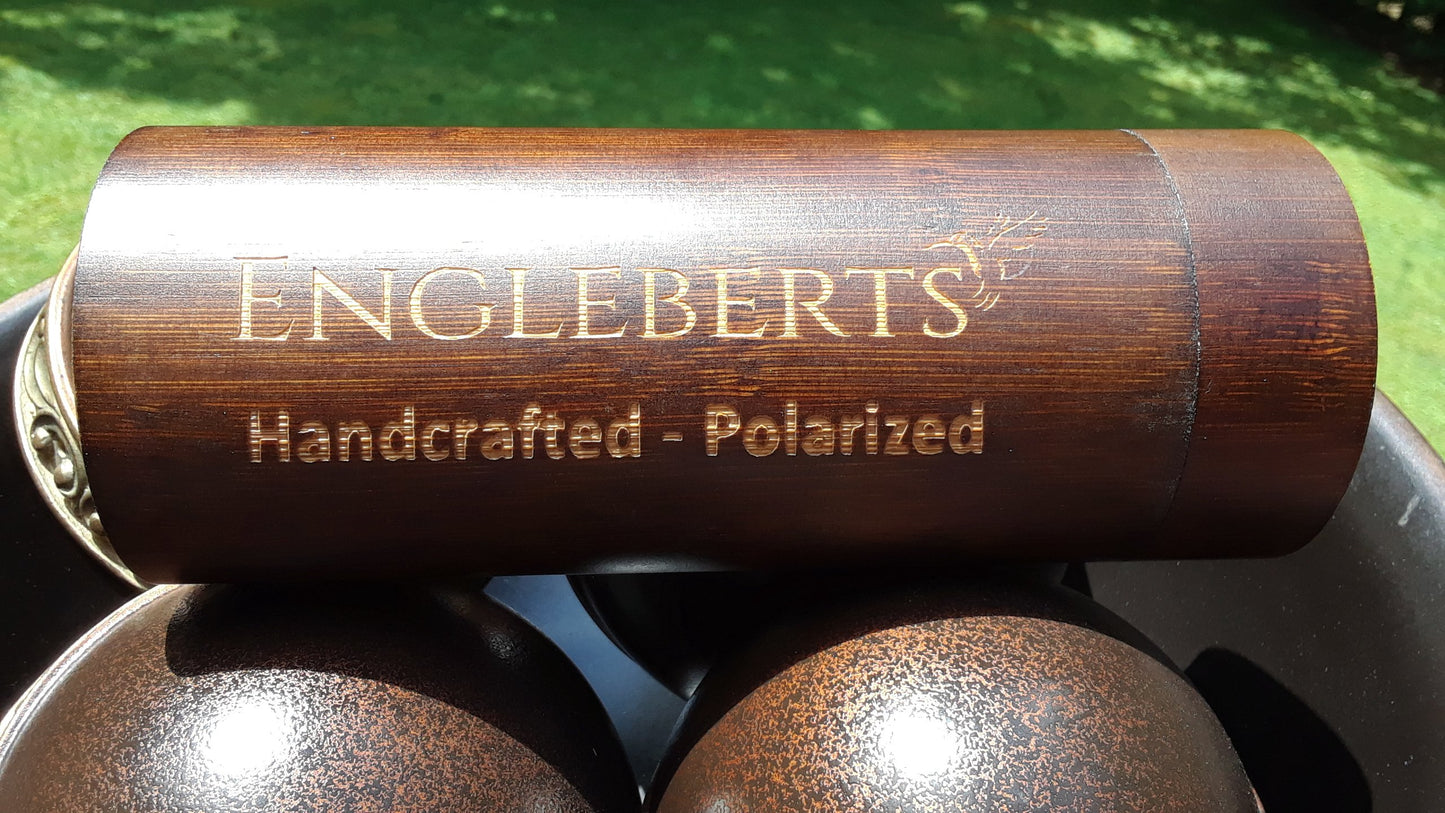 ENGLEBERTS
Handcrafted - Polarized